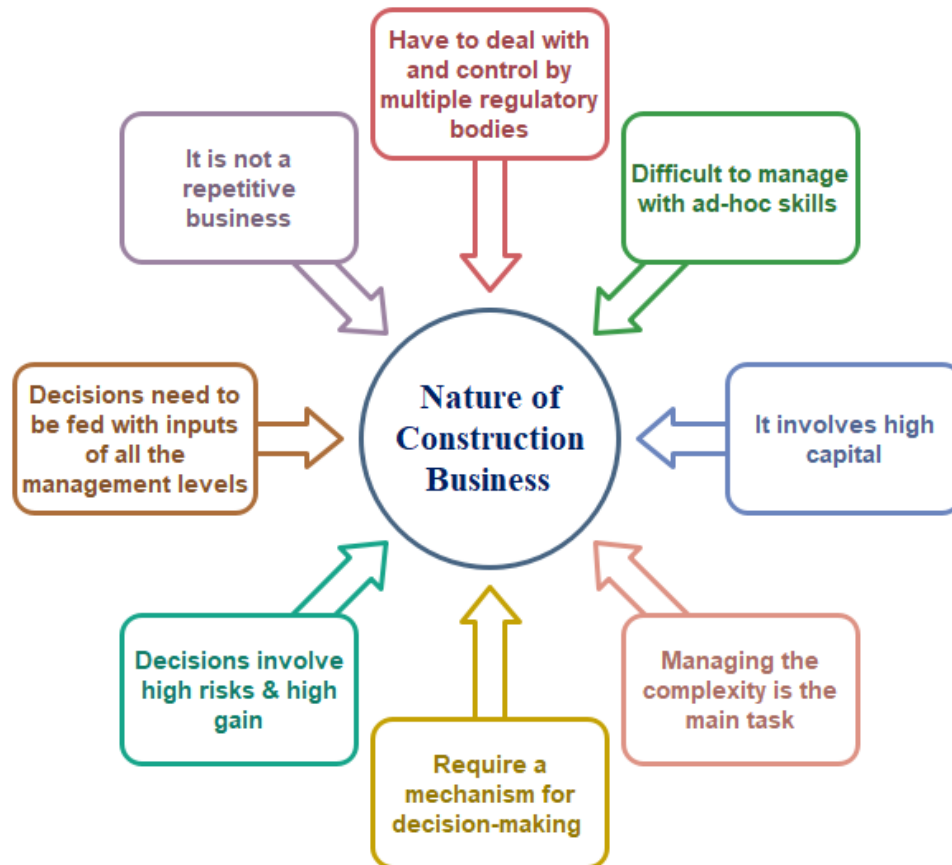 Have to deal with
and control by
multiple regulatory
bodies
It is not a
repetitive
business
Difficult to manage
with ad-hoc skills
Decisions need to
be fed with inputs
of all the
management levels
Nature of
Construction
Business
It involves high
capital
Decisions involve
high risks & high
gain
Managing the
complexity is the
main task
Require a
mechanism for
decision-making